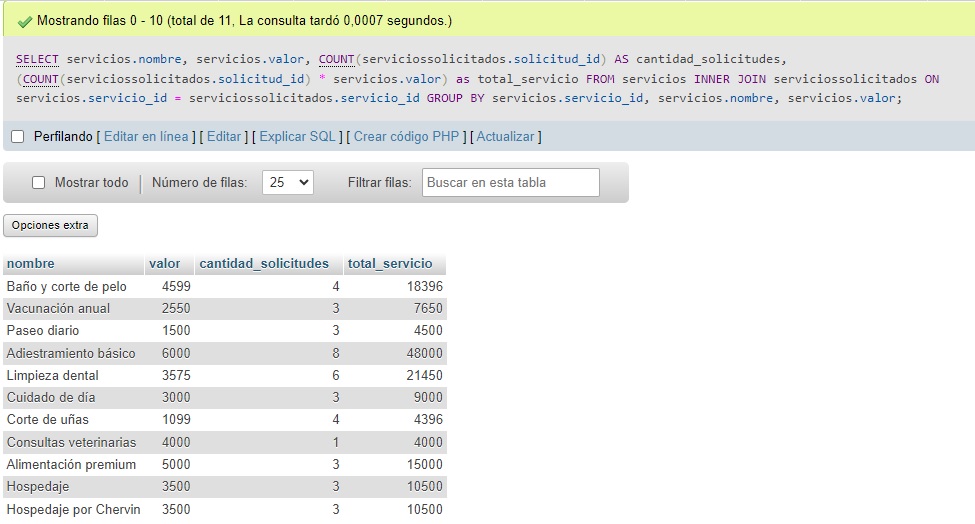 Mostrando filas 0 - 10 (total de 11, La consulta tardó 0,0007 segundos.)
SELECT servicios.nombre, servicios.valor, COUNT(serviciossolicitados.solicitud_id) AS cantidad_solicitudes,
(COUNT(serviciossolicitados.solicitud_id) * servicios.valor) as total_servicio FROM servicios INNER JOIN serviciossolicitados ON
servicios.servicio_id = serviciossolicitados.servicio_id GROUP BY servicios.servicio_id, servicios.nombre, servicios.valor;
Perfilando [ Editar en línea ] [ Editar ] [ Explicar SQL ] [ Crear código PHP ] [ Actualizar ]
Mostrar todo Número de filas: 25 Filtrar filas: Buscar en esta tabla
Opciones extra
nombre valor cantidad_solicitudes total_servicio
Baño y corte de pelo 4599 4 18396
Vacunación anual 2550 3 7650
Paseo diario 1500 3 4500
Adiestramiento básico 6000 8 48000
Limpieza dental 3575 6 21450
Cuidado de día 3000 3 9000
Corte de uñas 1099 4 4396
Consultas veterinarias 4000 1 4000
Alimentación premium 5000 3 15000
Hospedaje 3500 3 10500
Hospedaje por Chervin 3500 3 10500